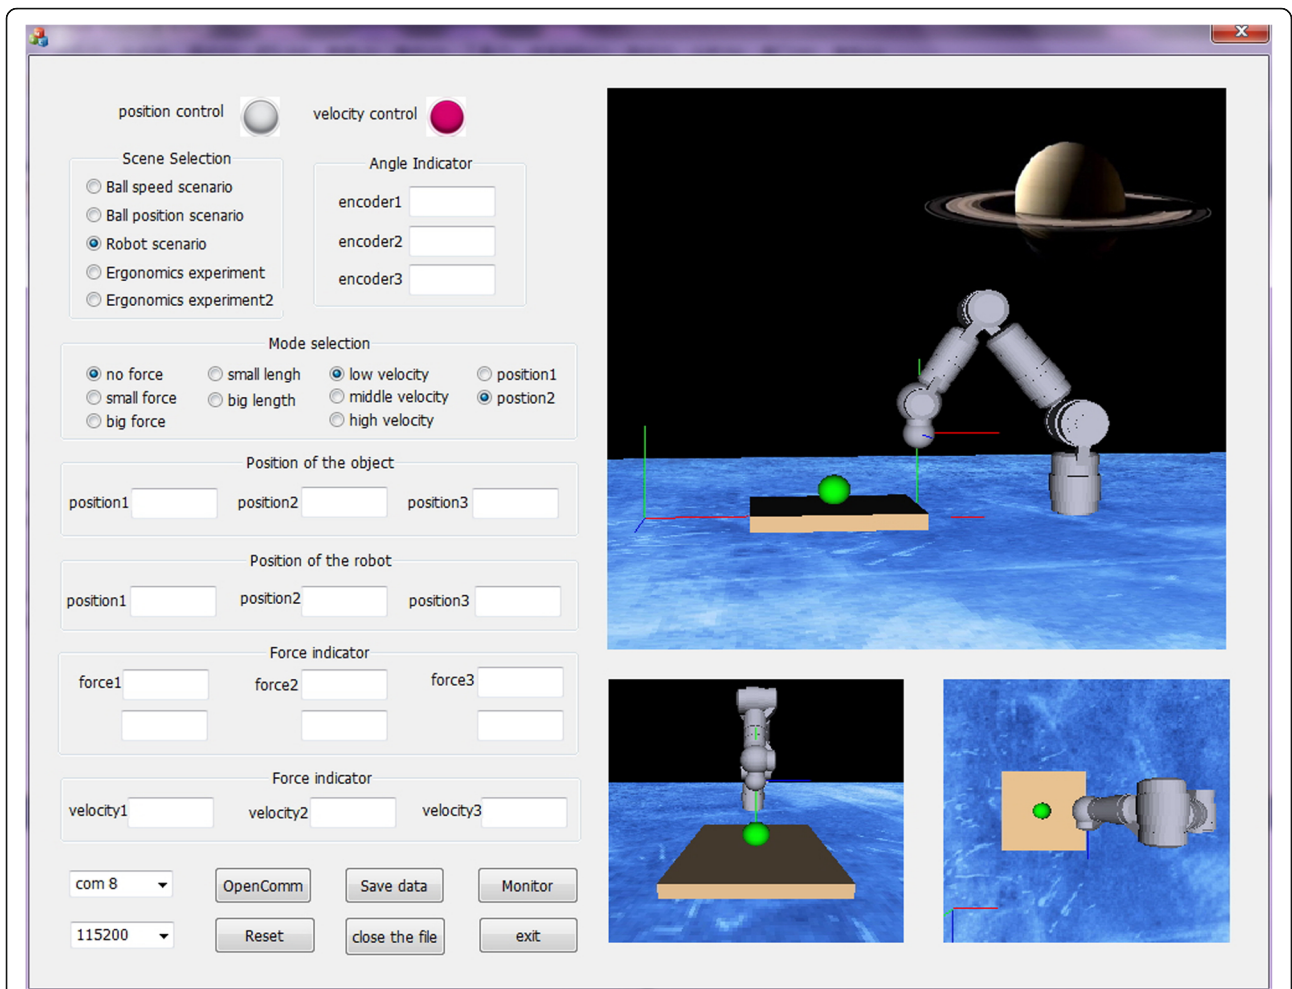 X
position control
velocity control
Scene Selection
Ball speed scenario
Ball position scenario
Robot scenario
Ergonomics experiment
Ergonomics experiment2
Angle Indicator
encoder1
encoder2
encoder3
Mode selection
no force small lengh low velocity position1
small force big length middle velocity postion2
big force high velocity
Position of the object
position1 position2 position3
Position of the robot
position1 position2 position3
Force indicator
force1 force2 force3
Force indicator
velocity1 velocity2 velocity3
com 8 OpenComm Save data Monitor
115200 Reset close the file exit